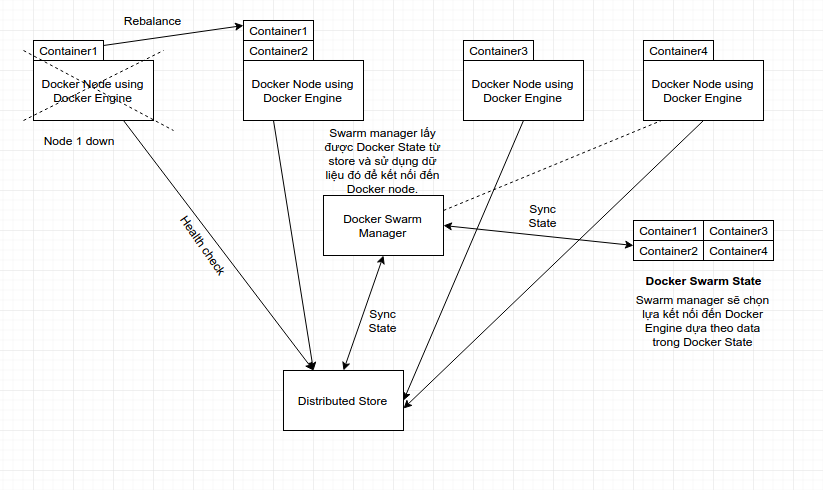 Rebalance
Container1
Container1
Container2
Container3
Container4
Docker Node using
Docker Engine
Docker Node using
Docker Engine
Docker Node using
Docker Engine
Docker Node using
Docker Engine
Node 1 down
Swarm manager lấy
được Docker State từ
store và sử dụng dữ
liệu đó để kết nối đến
Docker node.
Docker Swarm
Manager
Health check
Sync
State
Sync
State
Container1
Container3
Container2
Container4
Docker Swarm State
Swarm manager sẽ chọn
lựa kết nối đến Docker
Engine dựa theo data
trong Docker State
Distributed Store